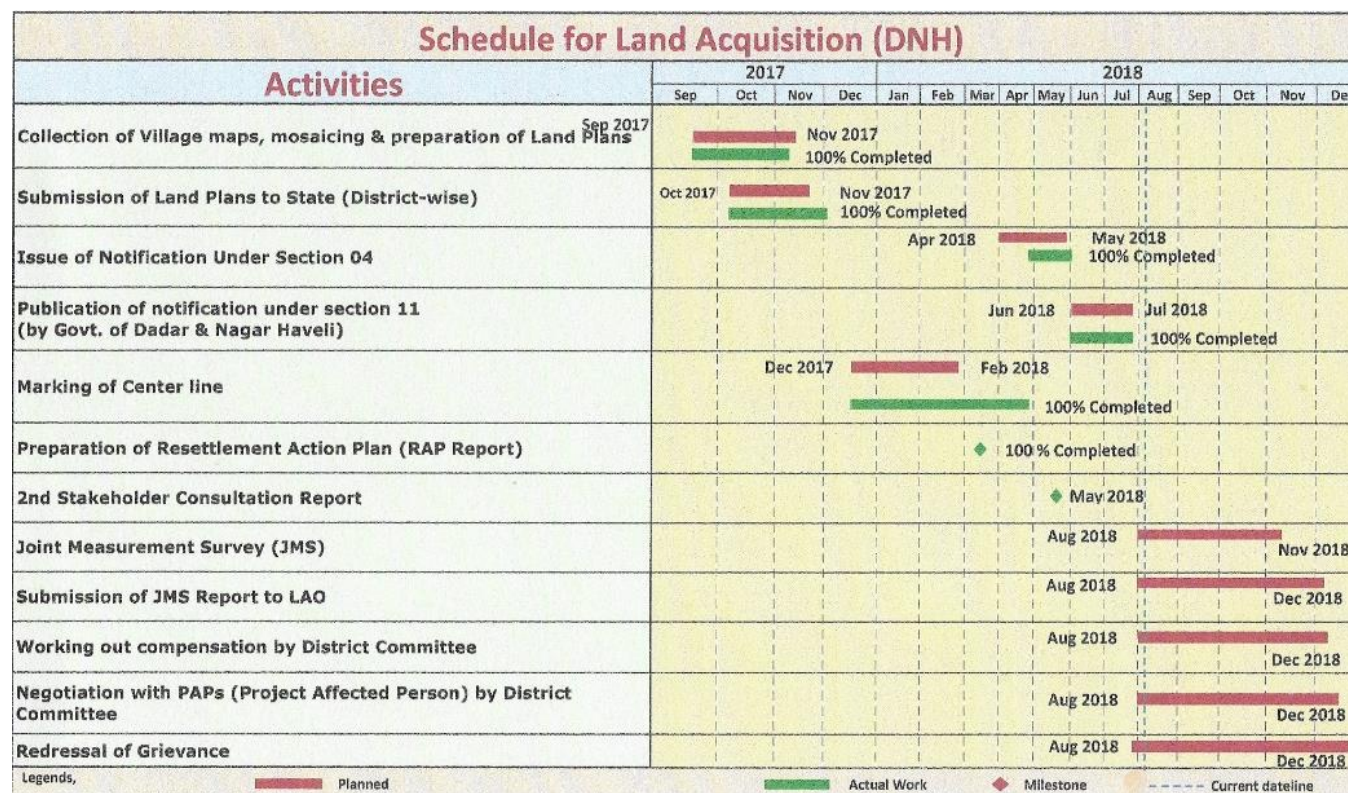 Schedule for Land Acquisition (DNH)
Activities
2017
2018
Sep
Oct
Nov
Dec
Jan
Feb
Mar
Apr
May
Jun
Jul
Aug
Sep
Oct
Nov
De
Collection of Village maps, mosaicing & preparation of Land Plans
Sep 2017
Nov 2017
100% Completed
Submission of Land Plans to State (District-wise)
Oct 2017
Nov 2017
100% Completed
Issue of Notification Under Section 04
Apr 2018
May 2018
100% Completed
Publication of notification under section 11
(by Govt. of Dadar & Nagar Haveli)
Jun 2018
Jul 2018
100% Completed
Marking of Center line
Dec 2017
Feb 2018
100% Completed
Preparation of Resettlement Action Plan (RAP Report)
100 % Completed
2nd Stakeholder Consultation Report
May 2018
Joint Measurement Survey (JMS)
Aug 2018
Nov 2018
Submission of JMS Report to LAO
Aug 2018
Dec 2018
Working out compensation by District Committee
Aug 2018
Dec 2018
Negotiation with PAPs (Project Affected Person) by District
Committee
Aug 2018
Dec 2018
Redressal of Grievance
Aug 2018
Dec 2018
Legends,
Planned
Actual Work
Milestone
Current dateline